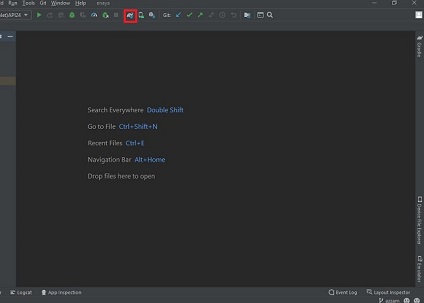 Run Tools Git Window Help
Git:
Gradle
Search Everywhere Double Shift
Go to File Ctrl+Shift+N
Recent Files Ctrl+E
Navigation Bar Alt+Home
Drop files here to open
Device File Explorer
Emulator
Logcat App Inspection Event Log Layout Inspector